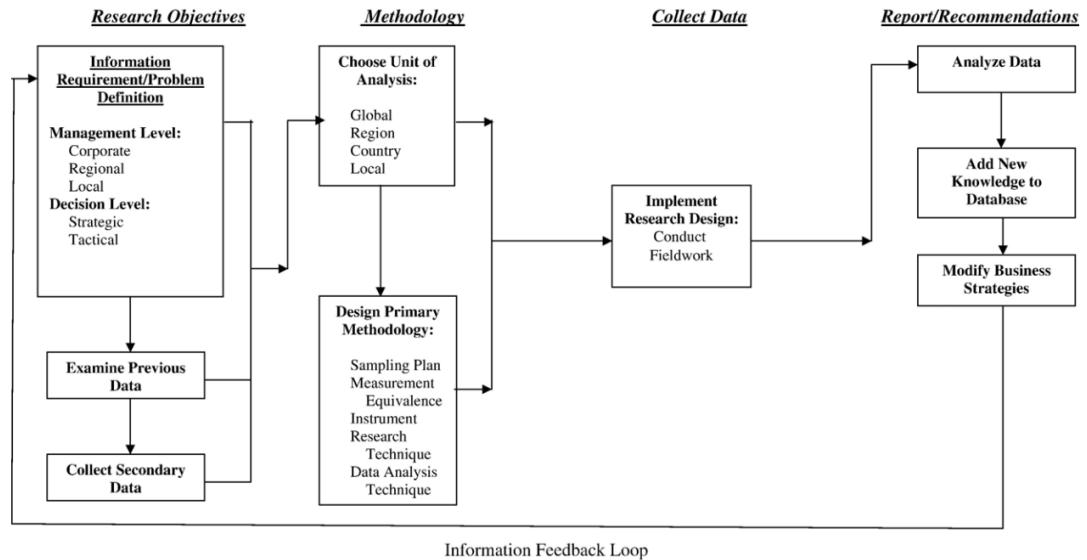 Research Objectives
Methodology
Collect Data
Report/Recommendations
Information
Requirement/Problem
Definition
Management Level:
Corporate
Regional
Local
Decision Level:
Strategic
Tactical
Examine Previous
Data
Collect Secondary
Data
Choose Unit of
Analysis:
Global
Region
Country
Local
Design Primary
Methodology:
Sampling Plan
Measurement
Equivalence
Instrument
Research
Technique
Data Analysis
Technique
Implement
Research Design:
Conduct
Fieldwork
Analyze Data
Add New
Knowledge to
Database
Modify Business
Strategies
Information Feedback Loop